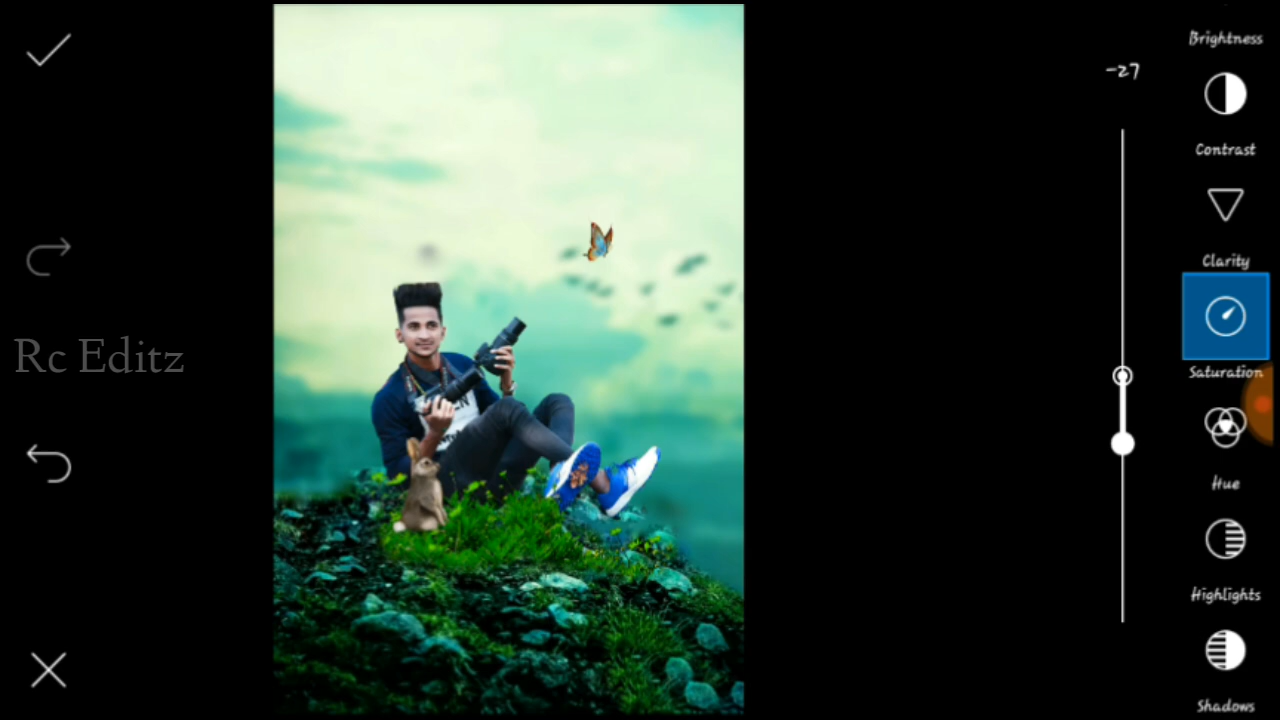 Brightness
-27
Contrast
Clarity
Rc Editz
Saturation
Hue
Highlights
Shadows